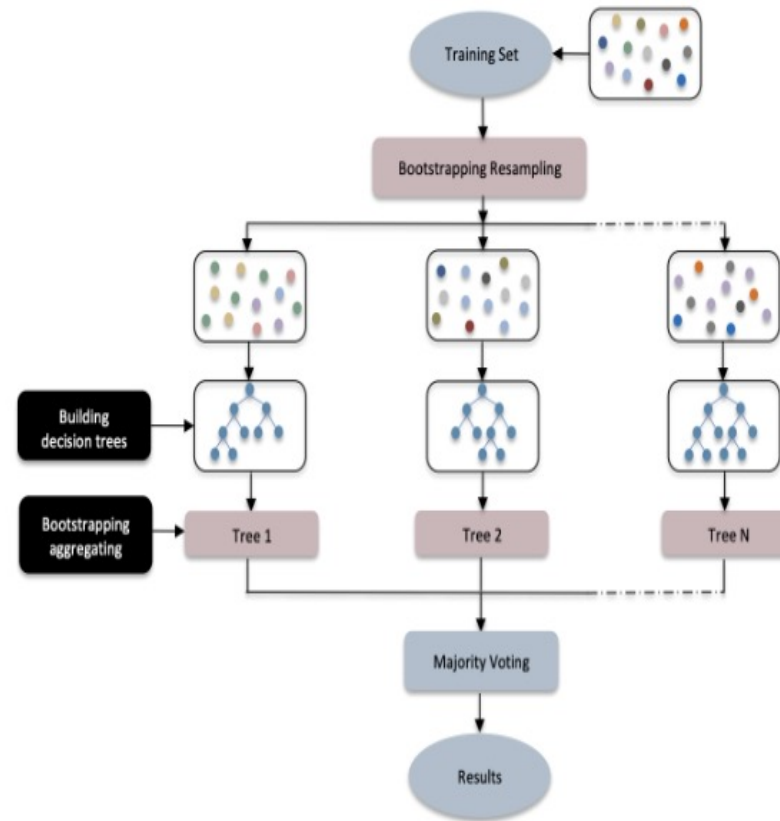 Training Set
Bootstrapping Resampling
Building
decision trees
Bootstrapping
aggregating
Tree 1
Tree 2
Tree N
Majority Voting
Results